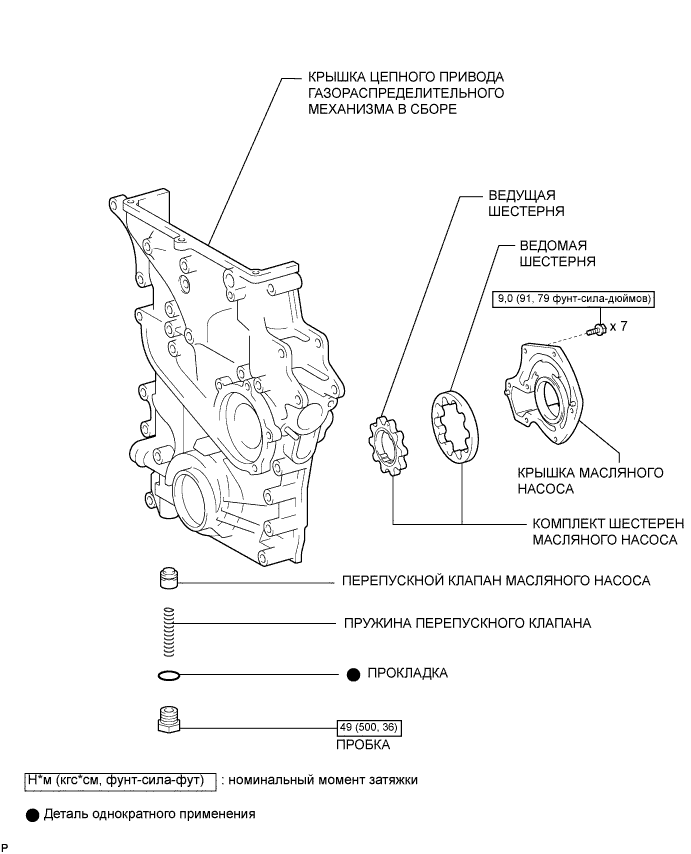 КРЫШКА ЦЕПНОГО ПРИВОДА
ГАЗОРАСПРЕДЕЛИТЕЛЬНОГО
МЕХАНИЗМА В СБОРЕ
ВЕДУЩАЯ
ШЕСТЕРНЯ
ВЕДОМАЯ
ШЕСТЕРНЯ
9,0 (91, 79 фунт-сила-дюймов)
x 7
КРЫШКА МАСЛЯНОГО
НАСОСА
КОМПЛЕКТ ШЕСТЕРЕН
МАСЛЯНОГО НАСОСА
ПЕРЕПУСКНОЙ КЛАПАН МАСЛЯНОГО НАСОСА
ПРУЖИНА ПЕРЕПУСКНОГО КЛАПАНА
ПРОКЛАДКА
49 (500, 36)
ПРОБКА
Н*м (кгс*см, фунт-сила-фут) : номинальный момент затяжки
Деталь однократного применения
P